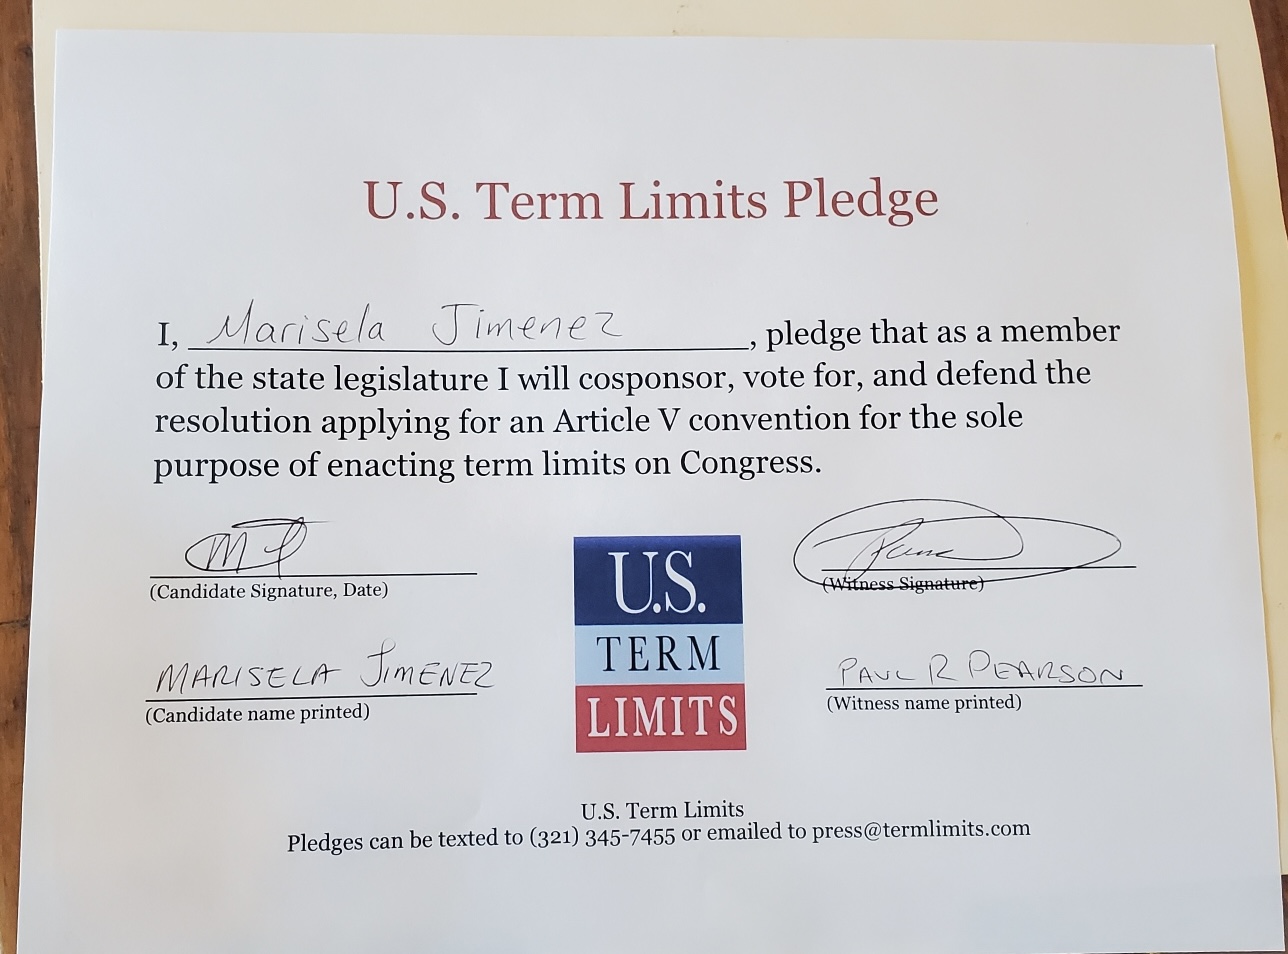 U.S. Term Limits Pledge
I, Marisela Jimenez, pledge that as a member
of the state legislature I will cosponsor, vote for, and defend the
resolution applying for an Article V convention for the sole
purpose of enacting term limits on Congress.
(Candidate Signature, Date)
(Witness Signature)
MARISELA JIMENEZ
(Candidate name printed)
PAUL R PEARSON
(Witness name printed)
U.S.
TERM
LIMITS
U.S. Term Limits
Pledges can be texted to (321) 345-7455 or emailed to press@termlimits.com